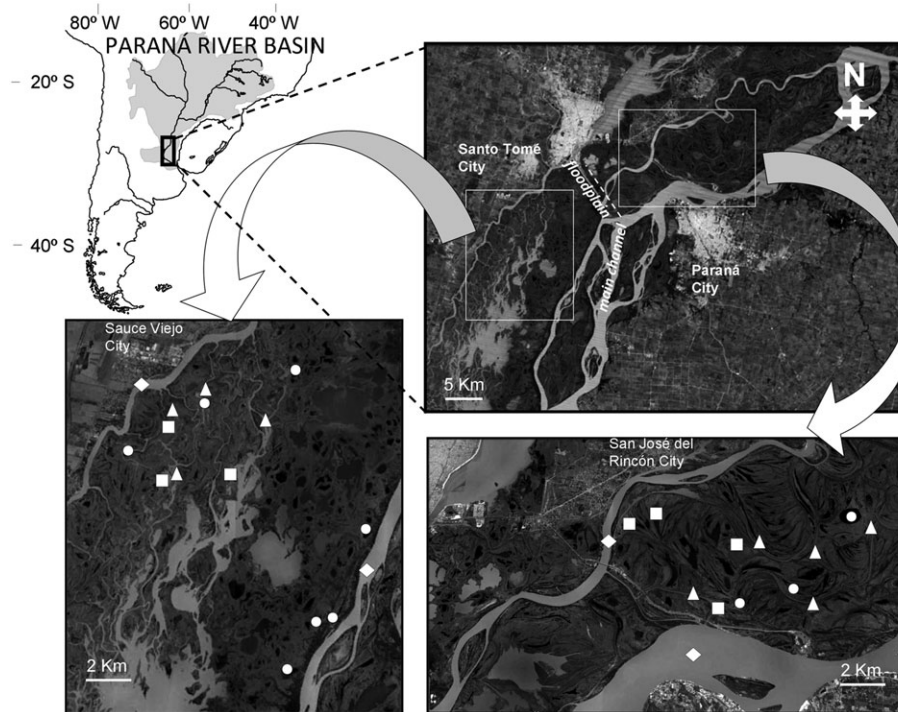 80º W
60º W
40º W
PARANÁ RIVER BASIN
20º S
40º S
N
Santo Tomé
City
floodplain
main channel
Paraná
City
5 Km
Sauce Viejo
City
2 Km
San José del
Rincón City
2 Km